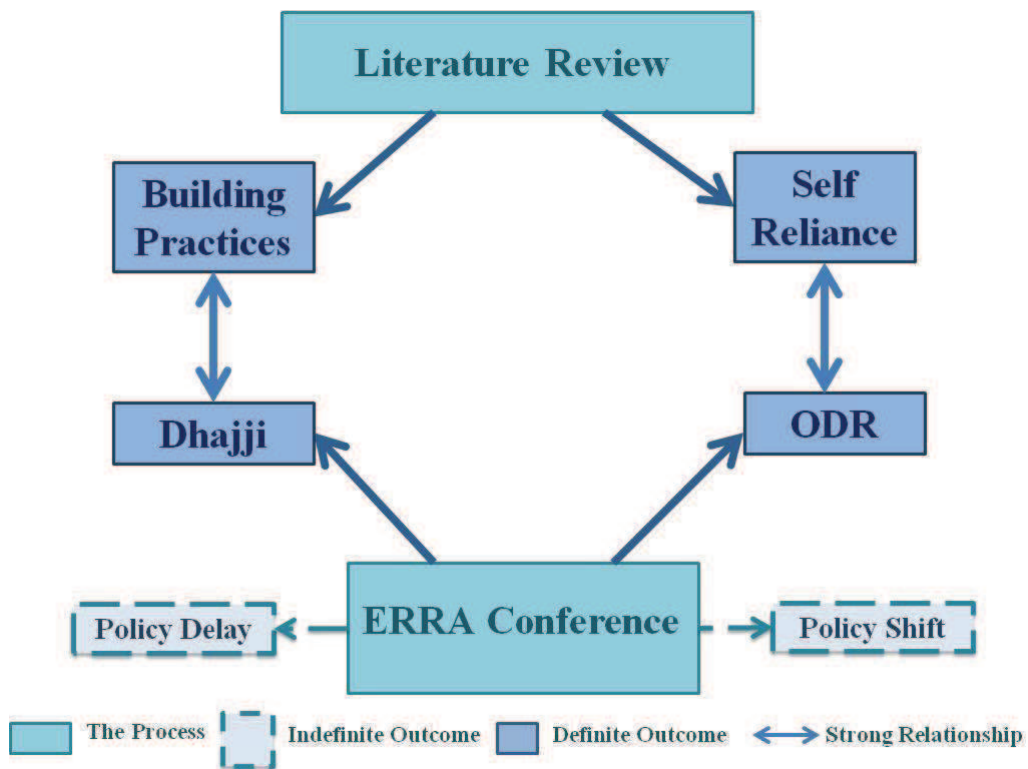 Literature Review
Building
Practices
Self
Reliance
Dhajji
ODR
ERRA Conference
Policy Delay
Policy Shift
The Process
Indefinite Outcome
Definite Outcome
Strong Relationship